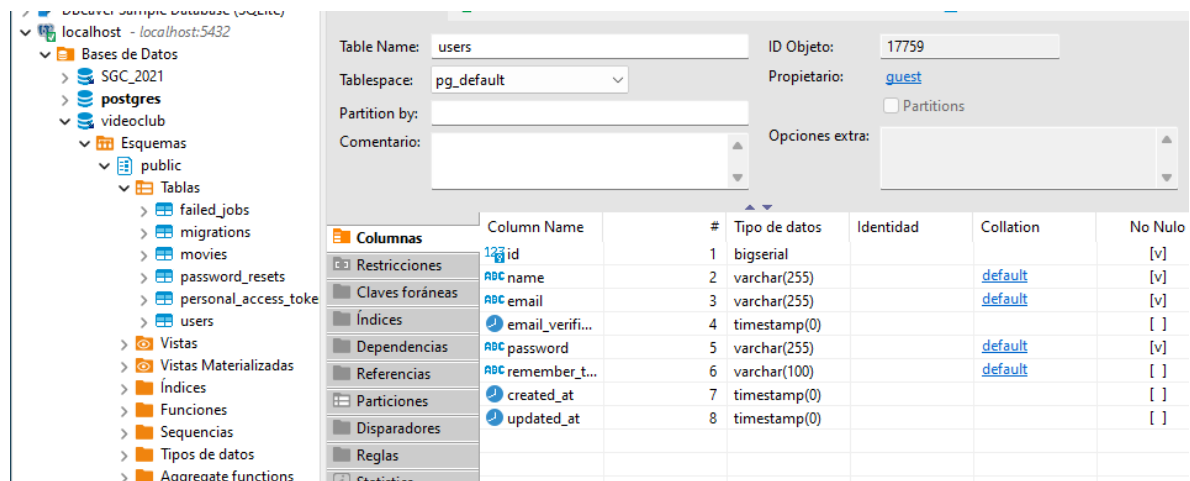 DBeaver Sample Database (SQLite)
localhost - localhost:5432
Bases de Datos
SGC_2021
postgres
videoclub
Esquemas
public
Tablas
failed_jobs
migrations
movies
password_resets
personal_access_toke
users
Vistas
Vistas Materializadas
Índices
Funciones
Sequencias
Tipos de datos
Aggregate functions
Table Name: users
Tablespace: pg_default
Partition by:
Comentario:
ID Objeto: 17759
Propietario: guest
Partitions
Opciones extra:
Columnas
Restricciones
Claves foráneas
Índices
Dependencias
Referencias
Particiones
Disparadores
Reglas
Column Name # Tipo de datos Identidad Collation No Nulo
123 id 1 bigserial [v]
ABC name 2 varchar(255) default [v]
ABC email 3 varchar(255) default [v]
email_verifi... 4 timestamp(0) [ ]
ABC password 5 varchar(255) default [v]
ABC remember_t... 6 varchar(100) default [ ]
created_at 7 timestamp(0) [ ]
updated_at 8 timestamp(0) [ ]